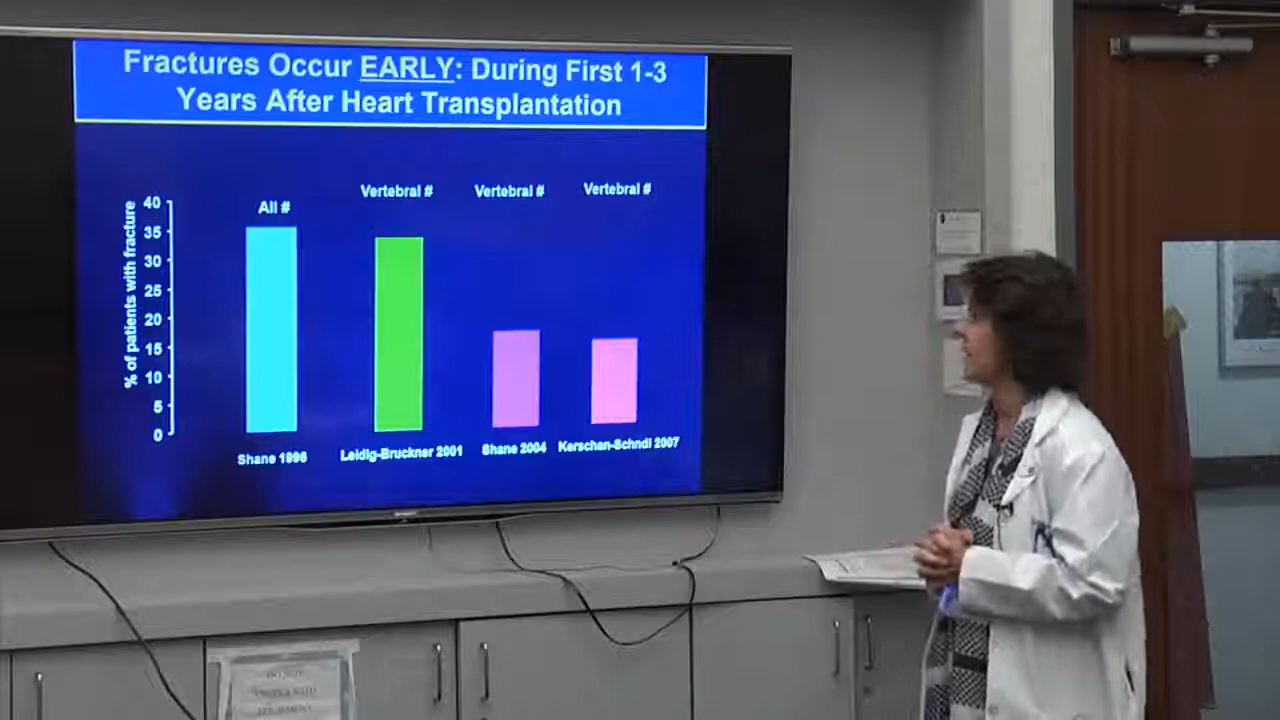 Fractures Occur EARLY: During First 1-3
Years After Heart Transplantation
Vertebral #
Vertebral #
Vertebral #
All #
% of patients with fracture
40
35
30
25
20
15
10
5
0
Shane 1996
Leidig-Bruckner 2001
Shane 2004
Kerschan-Schndl 2007